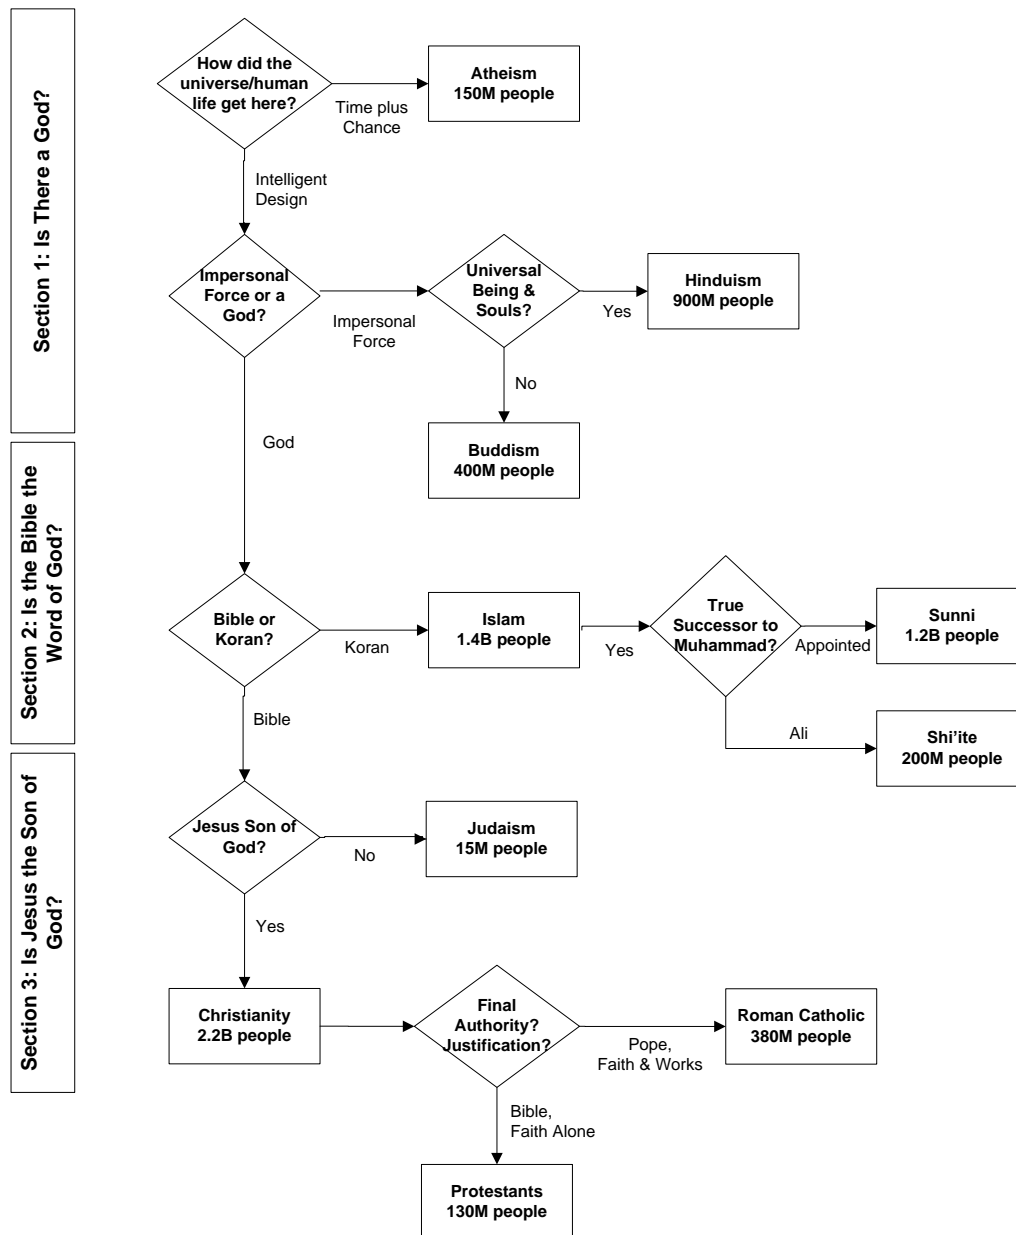 Section 1: Is There a God?
How did the
universe/human
life get here?
Time plus
Chance
Atheism
150M people
Intelligent
Design
Impersonal
Force or a
God?
Impersonal
Force
Universal
Being &
Souls?
Yes
Hinduism
900M people
No
Buddism
400M people
God
Section 2: Is the Bible the
Word of God?
Bible or
Koran?
Koran
Islam
1.4B people
Yes
True
Successor to
Muhammad?
Appointed
Sunni
1.2B people
Ali
Shi'ite
200M people
Bible
Section 3: Is Jesus the Son of
God?
Jesus Son of
God?
No
Judaism
15M people
Yes
Christianity
2.2B people
Final
Authority?
Justification?
Pope,
Faith & Works
Roman Catholic
380M people
Bible,
Faith Alone
Protestants
130M people